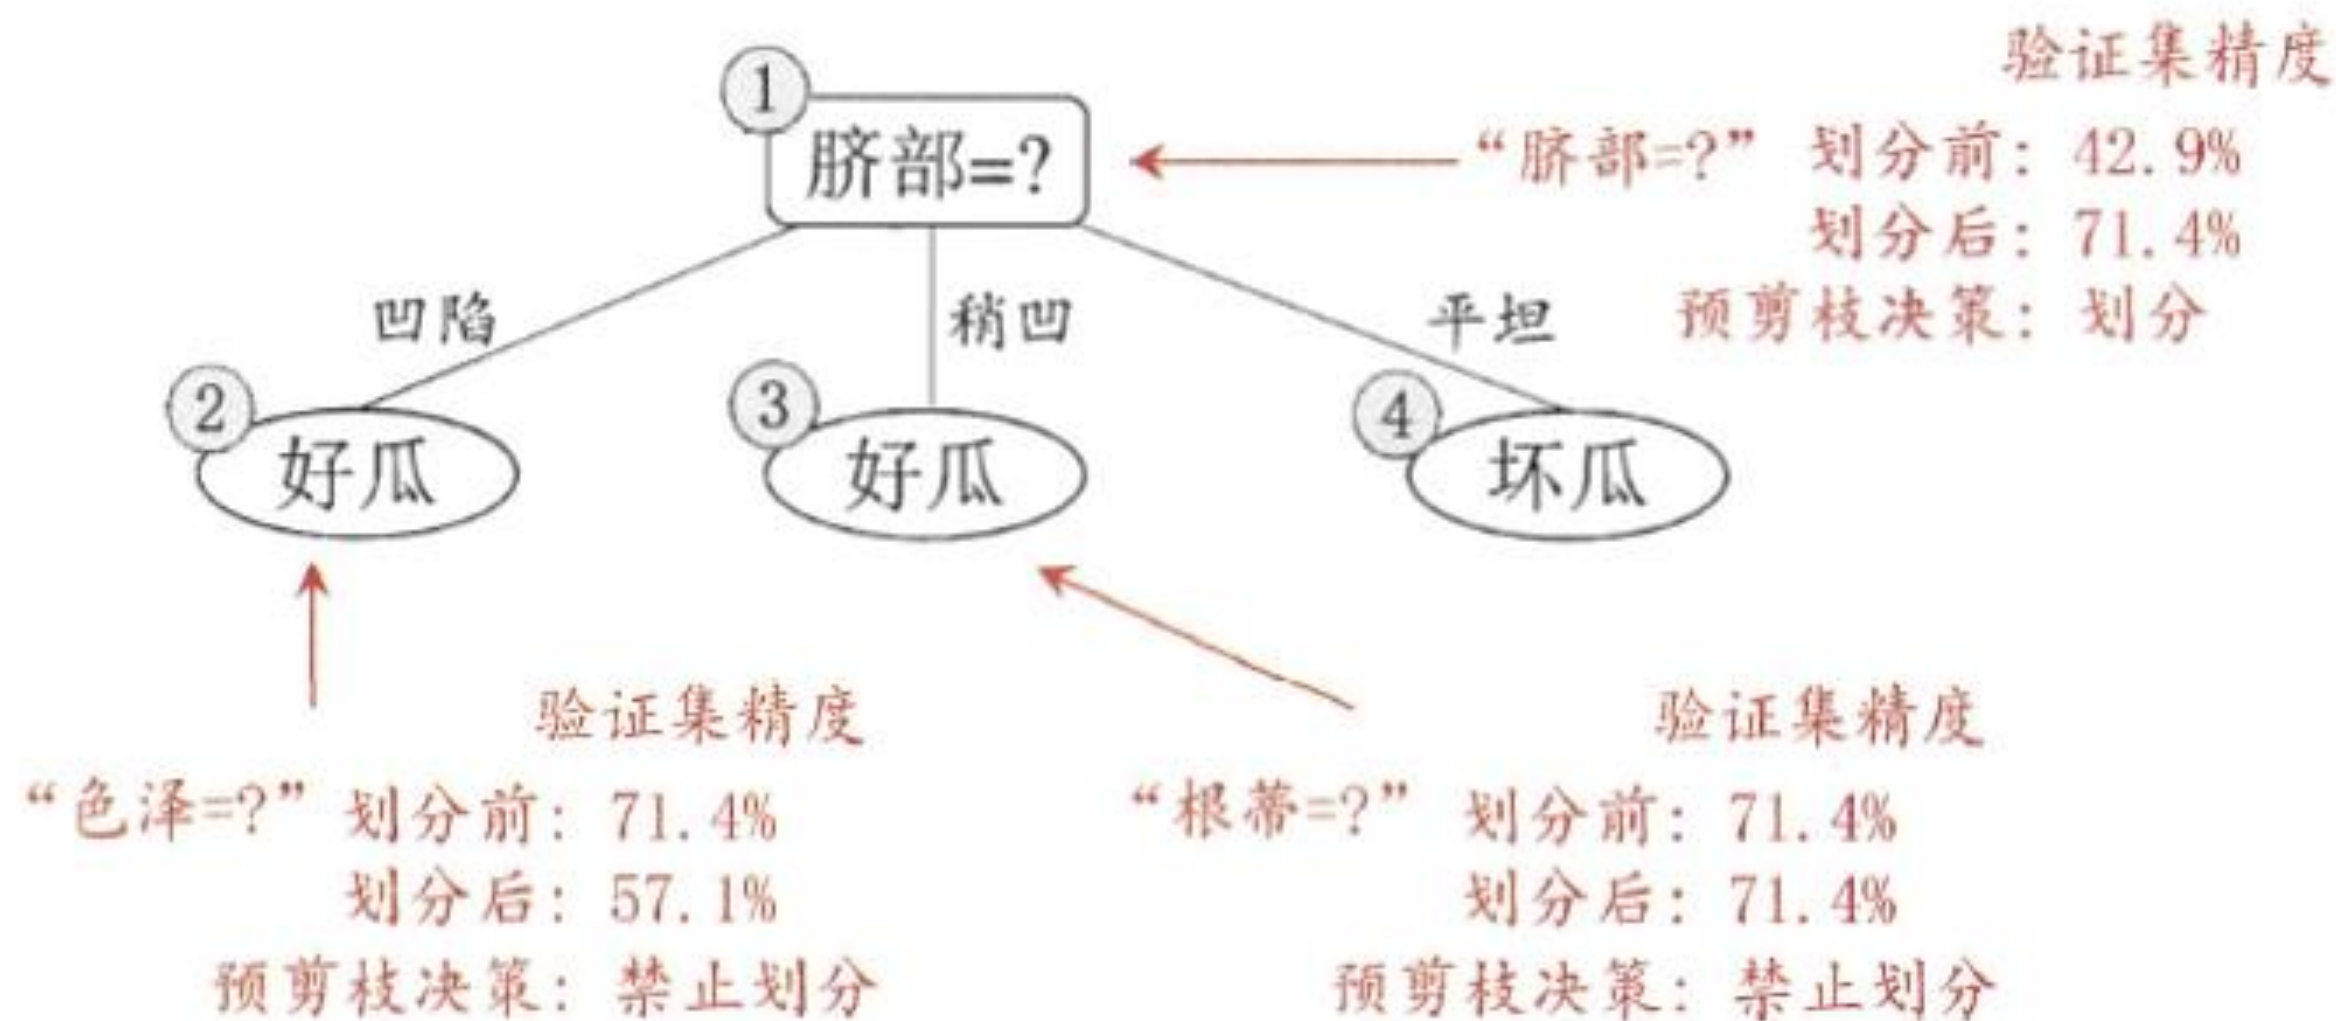 验证集精度
①
脐部=?
“脐部=?” 划分前: 42.9%
划分后: 71.4%
预剪枝决策: 划分
凹陷
稍凹
平坦
②
好瓜
③
好瓜
④
坏瓜
验证集精度
“色泽=?” 划分前: 71.4%
划分后: 57.1%
预剪枝决策: 禁止划分
验证集精度
“根蒂=?” 划分前: 71.4%
划分后: 71.4%
预剪枝决策: 禁止划分